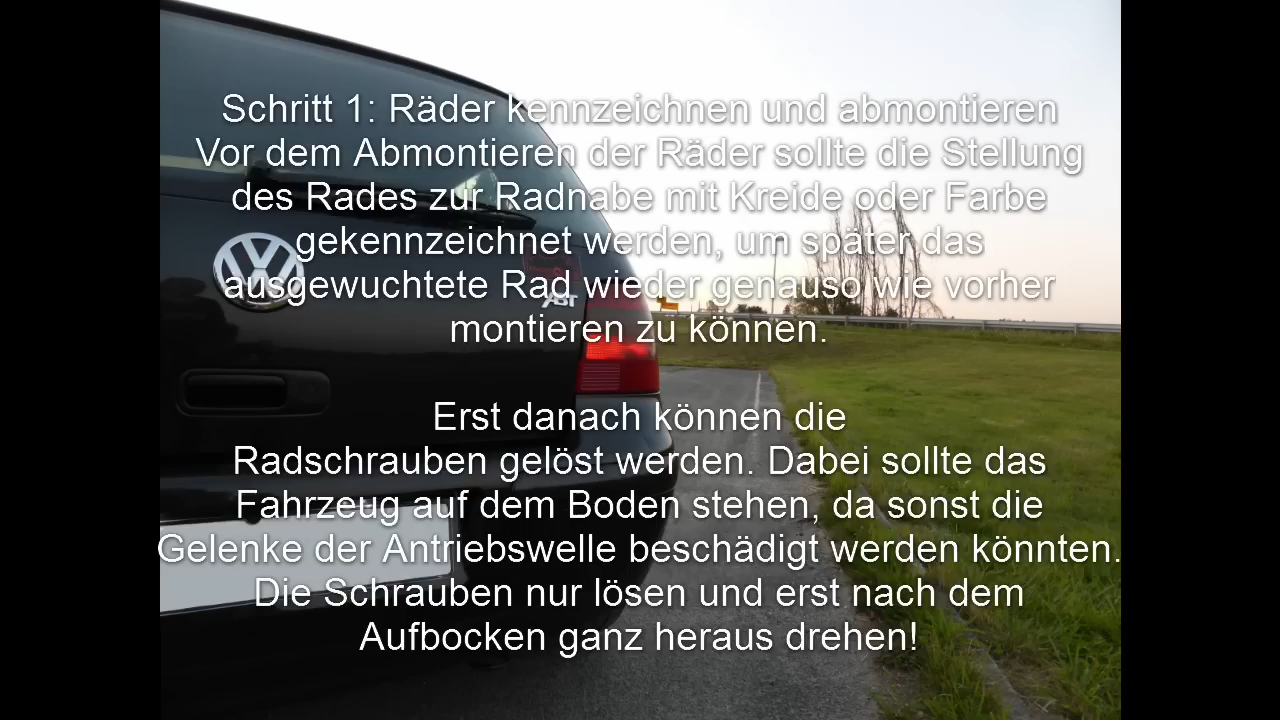 Schritt 1: Räder kennzeichnen und abmontieren
Vor dem Abmontieren der Räder sollte die Stellung
des Rades zur Radnabe mit Kreide oder Farbe
gekennzeichnet werden, um später das
ausgewuchtete Rad wieder genauso wie vorher
montieren zu können.
Erst danach können die
Radschrauben gelöst werden. Dabei sollte das
Fahrzeug auf dem Boden stehen, da sonst die
Gelenke der Antriebswelle beschädigt werden könnten.
Die Schrauben nur lösen und erst nach dem
Aufbocken ganz heraus drehen!
VW
ABT